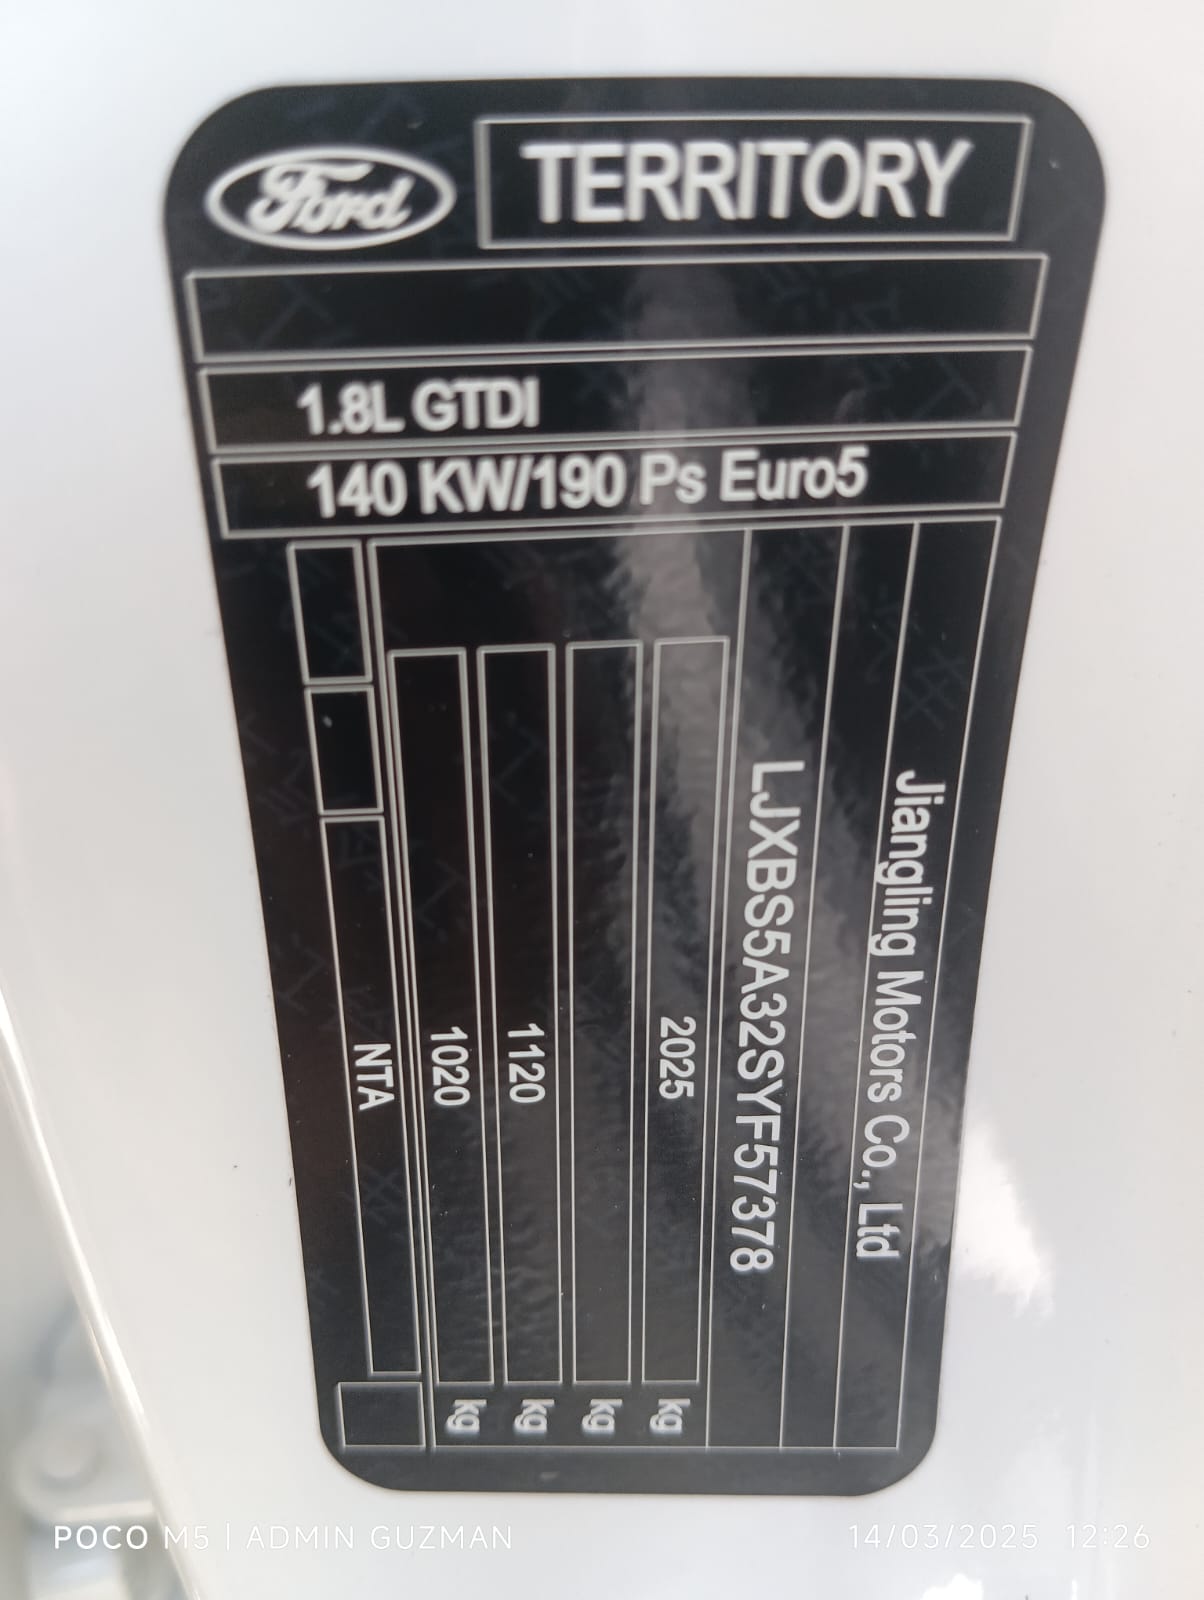 Ford
TERRITORY
1.8L GTDI
140 KW/190 Ps Euro5
Jiangling Motors Co., Ltd
LJXBS5A32SYF57378
2025 kg
kg
1120 kg
1020 kg
NTA
POCO M5 | ADMIN GUZMAN
14/03/2025 12:26